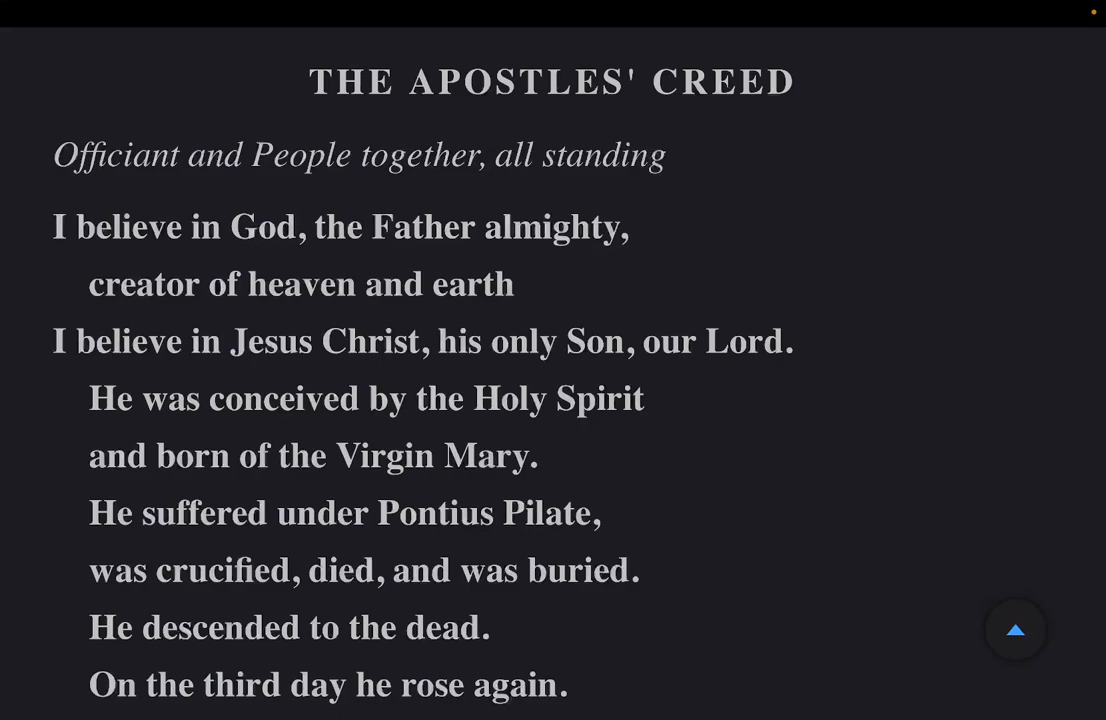 THE APOSTLES' CREED
Officiant and People together, all standing
I believe in God, the Father almighty,
creator of heaven and earth
I believe in Jesus Christ, his only Son, our Lord.
He was conceived by the Holy Spirit
and born of the Virgin Mary.
He suffered under Pontius Pilate,
was crucified, died, and was buried.
He descended to the dead.
On the third day he rose again.